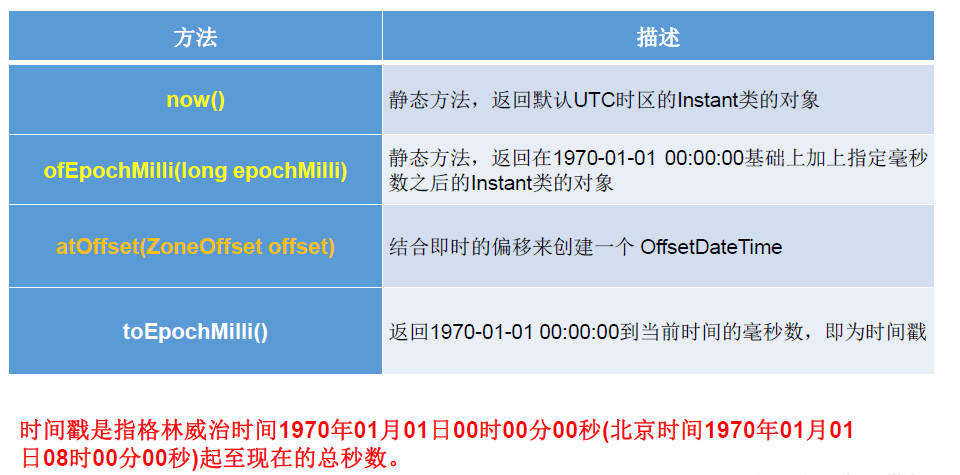 方法 描述
now() 静态方法，返回默认UTC时区的Instant类的对象
ofEpochMilli(long epochMilli) 静态方法，返回在1970-01-01 00:00:00基础上加上指定毫秒
数之后的Instant类的对象
atOffset(ZoneOffset offset) 结合即时的偏移来创建一个 OffsetDateTime
toEpochMilli() 返回1970-01-01 00:00:00到当前时间的毫秒数，即为时间戳
时间戳是指格林威治时间1970年01月01日00时00分00秒(北京时间1970年01月01
日08时00分00秒)起至现在的总秒数。